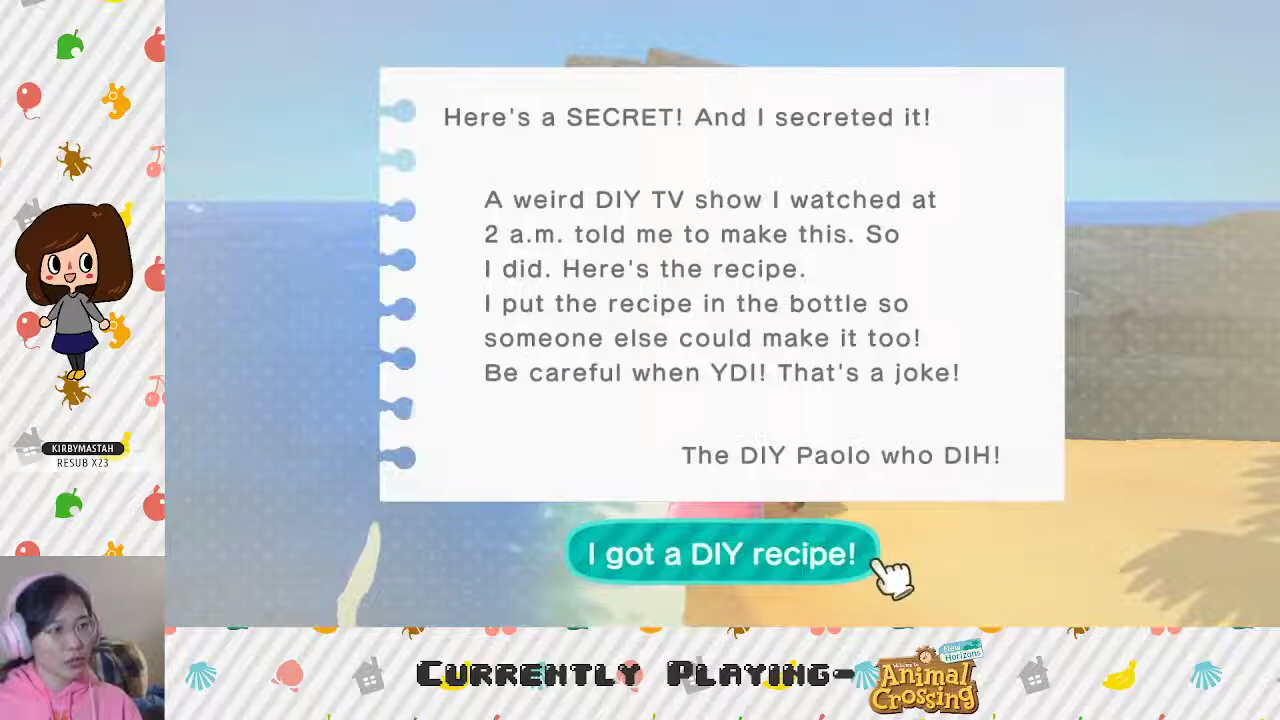 Here's a SECRET! And I secreted it!
A weird DIY TV show I watched at
2 a.m. told me to make this. So
I did. Here's the recipe.
I put the recipe in the bottle so
someone else could make it too!
Be careful when YDI! That's a joke!
The DIY Paolo who DIH!
I got a DIY recipe!
KIRBYMASTAH
RESUB X23
CURRENTLY PLAYING-
Welcome to
Animal
Crossing
New
Horizons